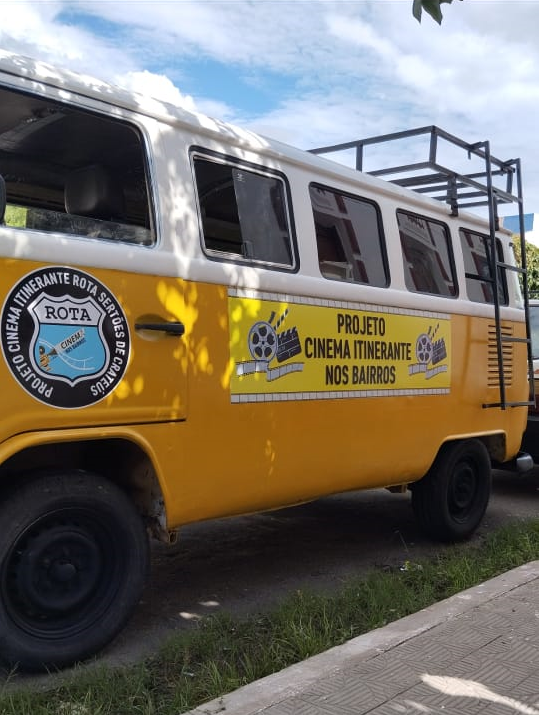 PROJETO CINEMA ITINERANTE ROTA SERTÕES DE CRATEÚS
ROTA
CINEMA
PROJETO
CINEMA ITINERANTE
NOS BAIRROS